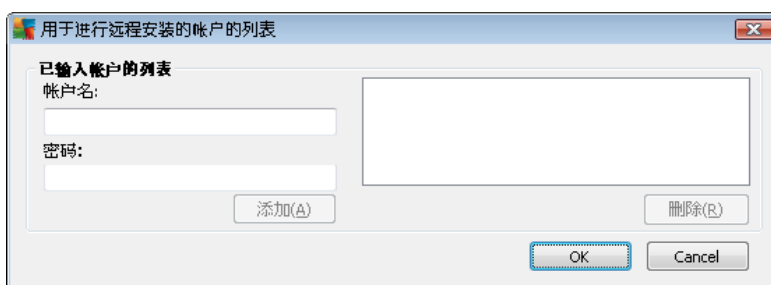 用于进行远程安装的帐户的列表
已输入帐户的列表
帐户名:
密码:
添加(A)
删除(R)
OK
Cancel